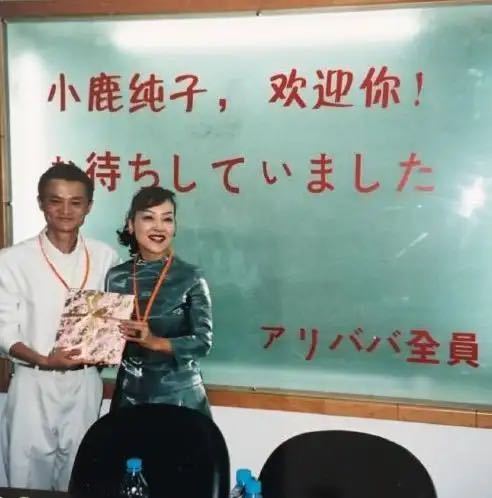 小鹿纯子，欢迎你！
お待ちしていました
アリババ全員